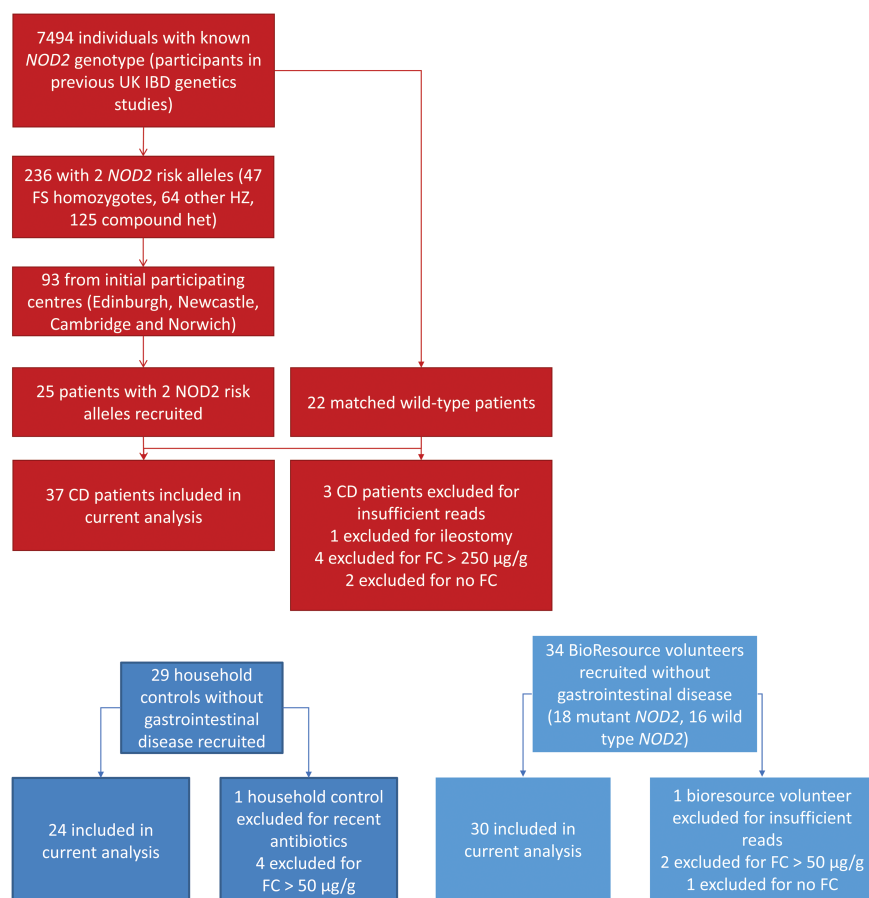 7494 individuals with known
NOD2 genotype (participants in
previous UK IBD genetics
studies)
236 with 2 NOD2 risk alleles (47
FS homozygotes, 64 other HZ,
125 compound het)
93 from initial participating
centres (Edinburgh, Newcastle,
Cambridge and Norwich)
25 patients with 2 NOD2 risk
alleles recruited
22 matched wild-type patients
37 CD patients included in
current analysis
3 CD patients excluded for
insufficient reads
1 excluded for ileostomy
4 excluded for FC > 250 µg/g
2 excluded for no FC
29 household
controls without
gastrointestinal
disease recruited
24 included in
current analysis
1 household control
excluded for recent
antibiotics
4 excluded for
FC > 50 µg/g
34 BioResource volunteers
recruited without
gastrointestinal disease
(18 mutant NOD2, 16 wild
type NOD2)
30 included in
current analysis
1 bioresource volunteer
excluded for insufficient
reads
2 excluded for FC > 50 µg/g
1 excluded for no FC